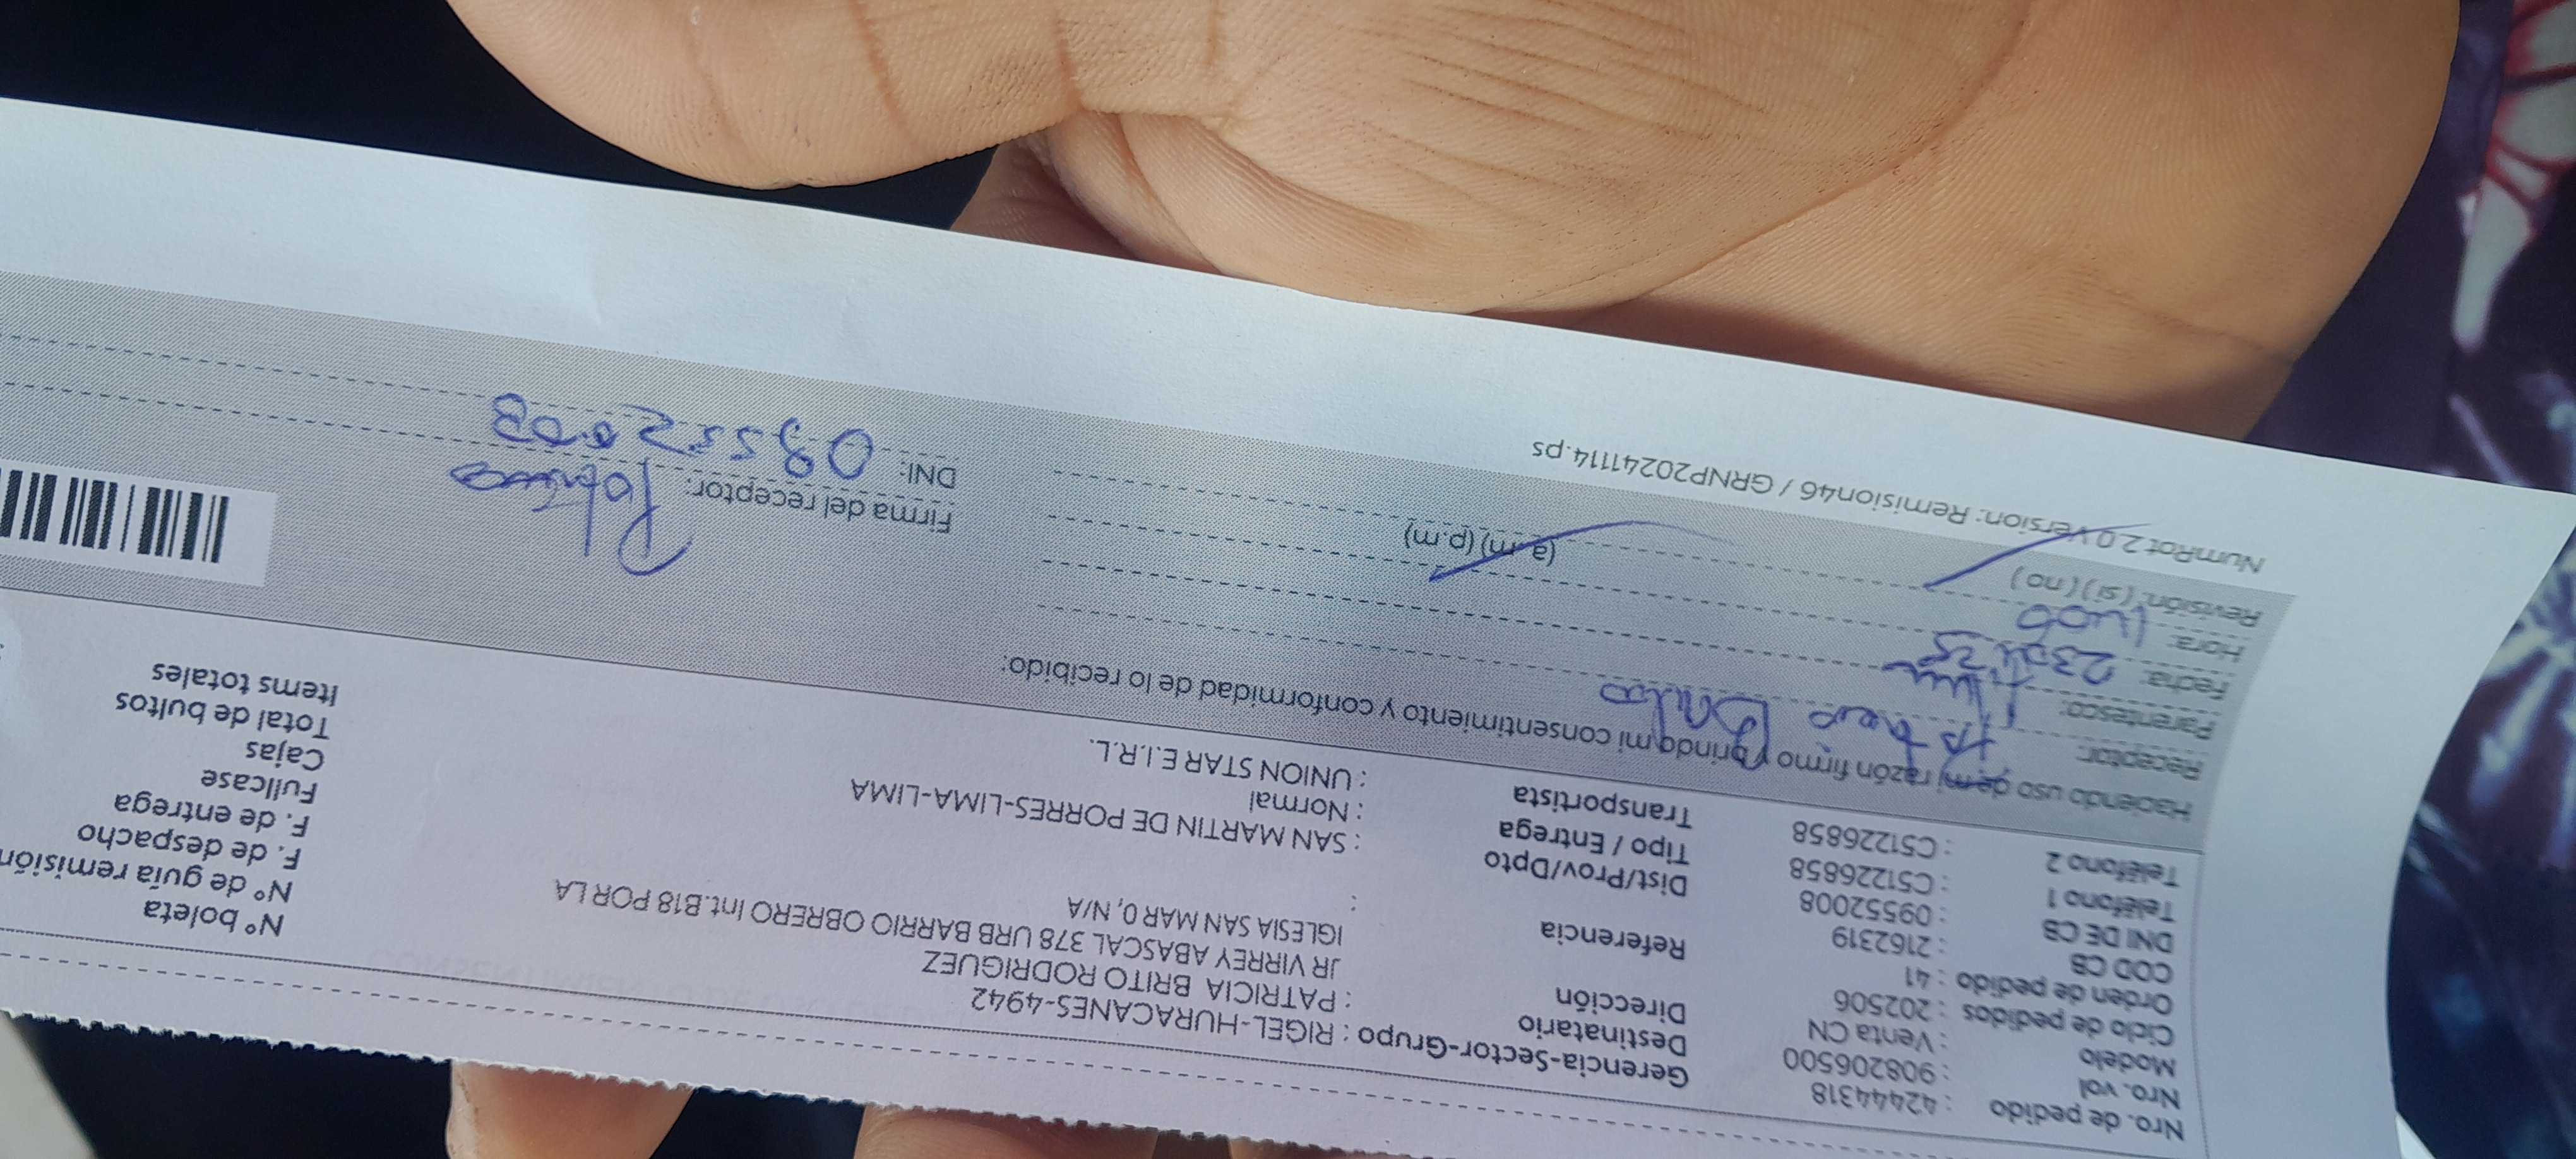 Nro. de pedido : 42444318
Nro. vol : 908206500
Modelo : Venta CN
Ciclo de pedidos : 202506
Orden de pedido : 41
COD CB : 2162319
DNI DE CB : 09552008
Teléfono 1 : C51226858
Teléfono 2 : C51226858
Gerencia-Sector-Grupo : RIGEL-HURACANES-4942
Destinatario : PATRICIA BRITO RODRIGUEZ
Dirección JR VIRREY ABASCAL 378 URB BARRIO OBRERO Int.B18 POR LA
IGLESIA SAN MAR 0, N/A
Referencia :
Dist/Prov/Dpto : SAN MARTIN DE PORRES-LIMA-LIMA
Tipo / Entrega : Normal
Transportista : UNION STAR E.I.R.L.
N° boleta
N° de guía remisión
F. de despacho
F. de entrega
Fullcase
Cajas
Total de bultos
Items totales
Haciendo uso de mi razón firmo y brindo mi consentimiento y conformidad de lo recibido:
Receptor:
Parentesco:
Fecha:
Hora: 1400 (a.m) (p.m)
Revisión: (si) (no)
Firma del receptor:
DNI:
NumRot 2.0 version: Remision46 / GRNP20241114.ps